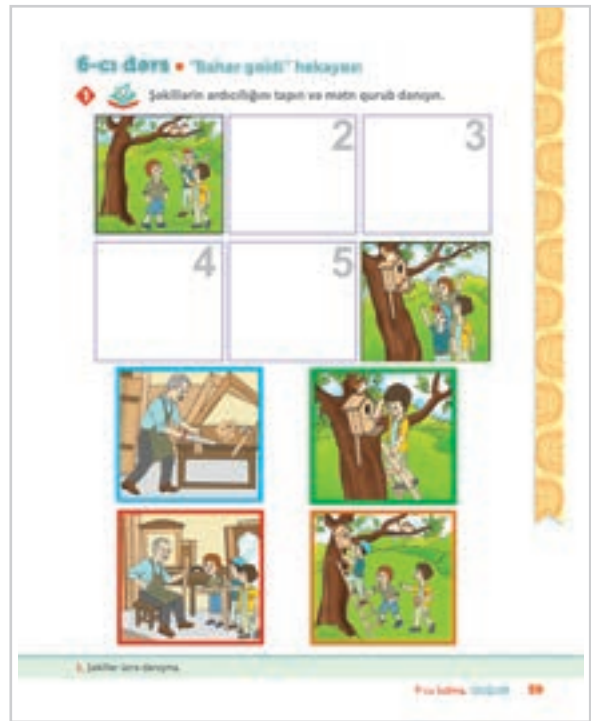 6-cı dərs • "Bahar gəldi" hekayəsi
1 Şəkillərin ardıcıllığını tapın və mətn qurub danışın.
2
3
4
5
1. Şəkillər üzrə danışma.
59